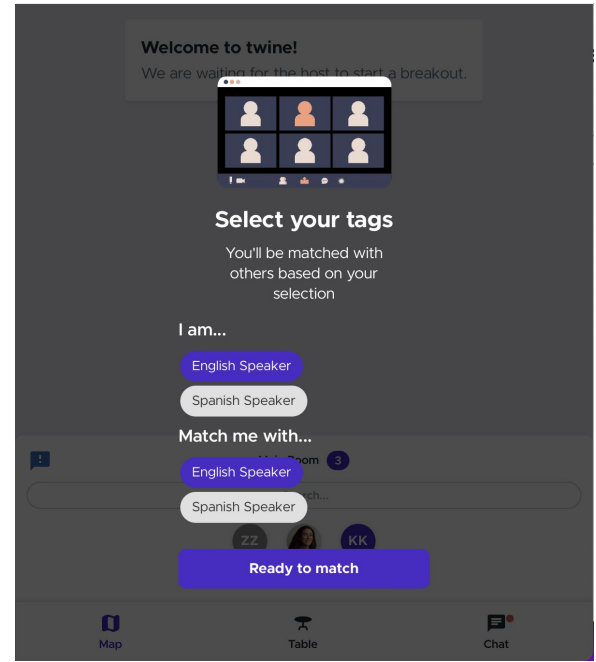 Welcome to twine!
We are waiting for the host to start a breakout.
Select your tags
You'll be matched with
others based on your
selection
I am...
English Speaker
Spanish Speaker
Match me with...
Room 3
English Speaker
Spanish Speaker
ZZ KK
Ready to match
Map Table Chat